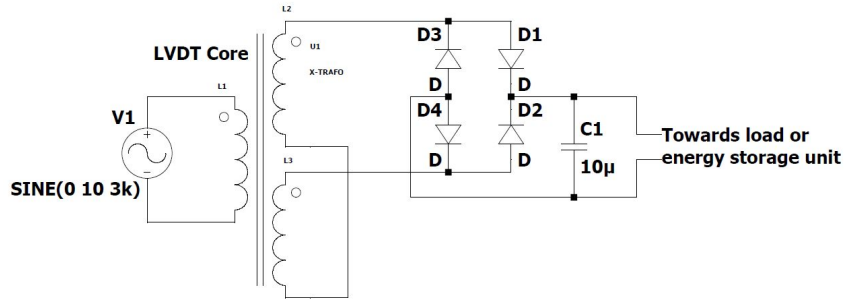 L2
D3
D1
U1
LVDT Core
X-TRAFO
L1
D
D
V1
D4
D2
C1
Towards load or
energy storage unit
L3
D
D
10µ
SINE(0 10 3k)